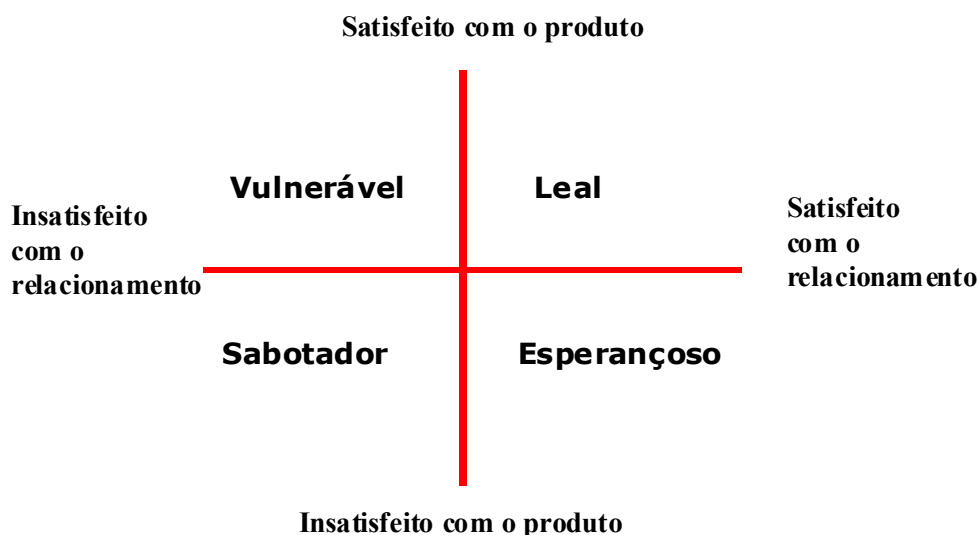 Satisfeito com o produto
Vulnerável
Leal
Insatisfeito
com o
relacionamento
Satisfeito
com o
relacionamento
Sabotador
Esperançoso
Insatisfeito com o produto